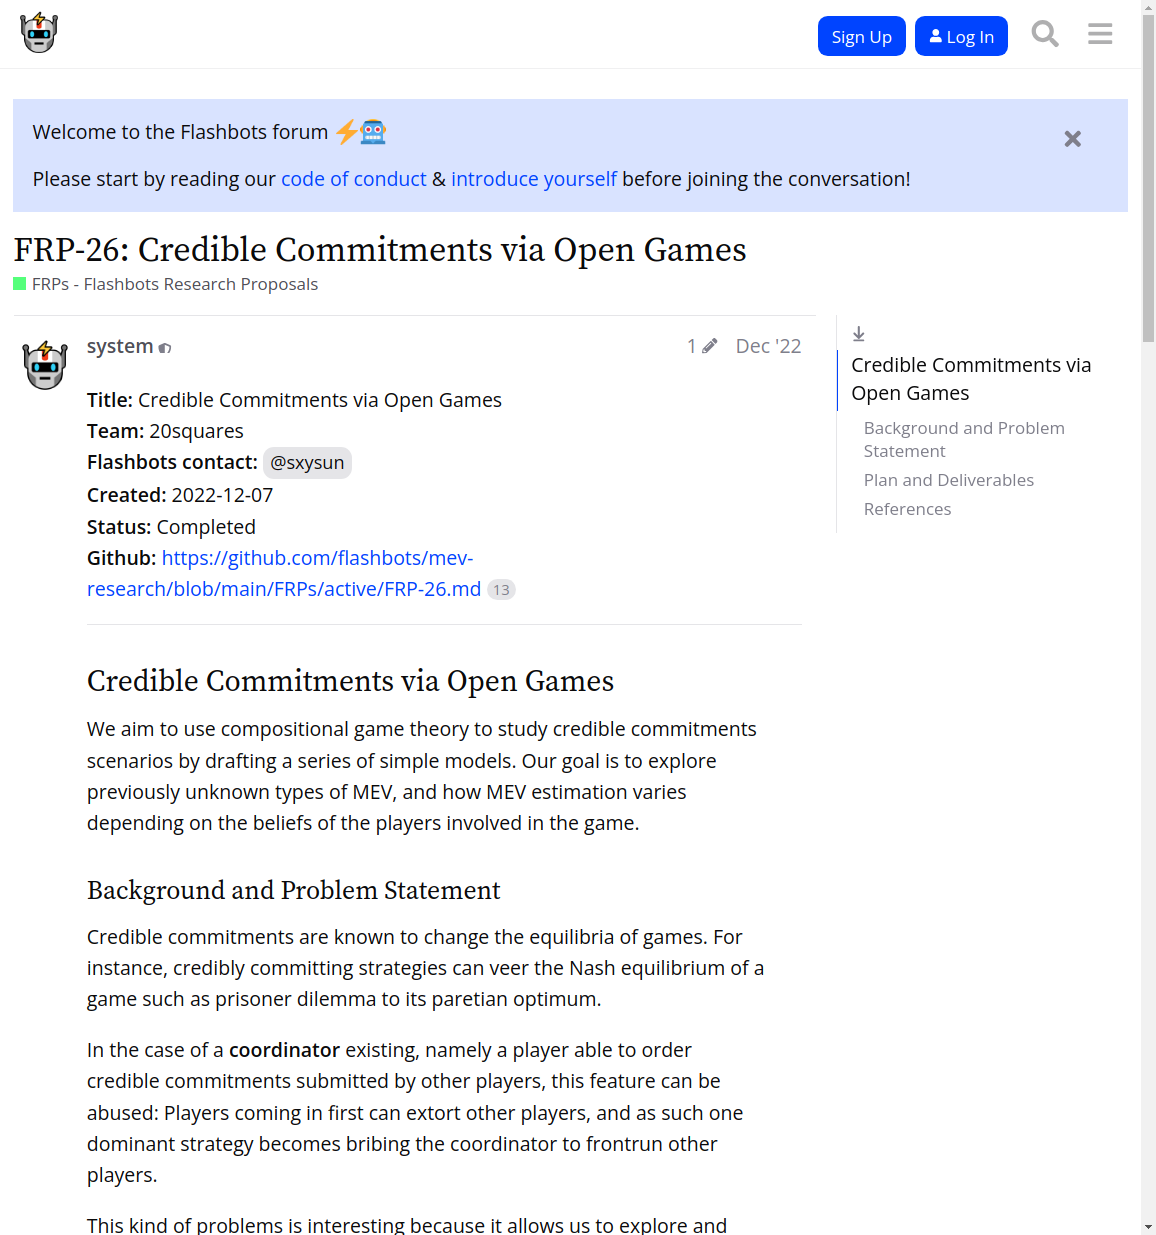 Sign Up
Log In
Welcome to the Flashbots forum
Please start by reading our code of conduct & introduce yourself before joining the conversation!
FRP-26: Credible Commitments via Open Games
FRPs - Flashbots Research Proposals
system
1
Dec '22
Title: Credible Commitments via Open Games
Team: 20squares
Flashbots contact: @sxysun
Created: 2022-12-07
Status: Completed
Github: https://github.com/flashbots/mev-
research/blob/main/FRPs/active/FRP-26.md 13
Credible Commitments via Open Games
We aim to use compositional game theory to study credible commitments
scenarios by drafting a series of simple models. Our goal is to explore
previously unknown types of MEV, and how MEV estimation varies
depending on the beliefs of the players involved in the game.
Background and Problem Statement
Credible commitments are known to change the equilibria of games. For
instance, credibly committing strategies can veer the Nash equilibrium of a
game such as prisoner dilemma to its paretian optimum.
In the case of a coordinator existing, namely a player able to order
credible commitments submitted by other players, this feature can be
abused: Players coming in first can extort other players, and as such one
dominant strategy becomes bribing the coordinator to frontrun other
players.
This kind of problems is interesting because it allows us to explore and
Credible Commitments via
Open Games
Background and Problem
Statement
Plan and Deliverables
References